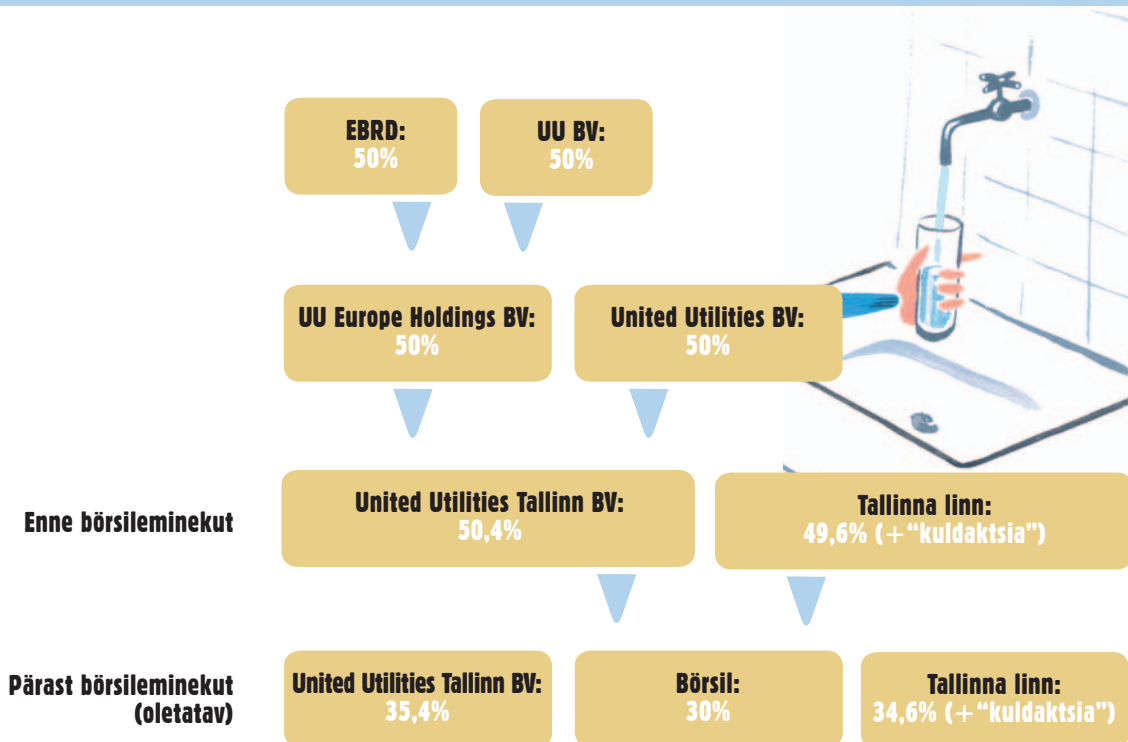 EBRD:
50%
UU BV:
50%
UU Europe Holdings BV:
50%
United Utilities BV:
50%
Enne börsileminekut
United Utilities Tallinn BV:
50,4%
Tallinna linn:
49,6% (+“kuldaktsia”)
Pärast börsileminekut
(oletatav)
United Utilities Tallinn BV:
35,4%
Börsil:
30%
Tallinna linn:
34,6% (+“kuldaktsia”)